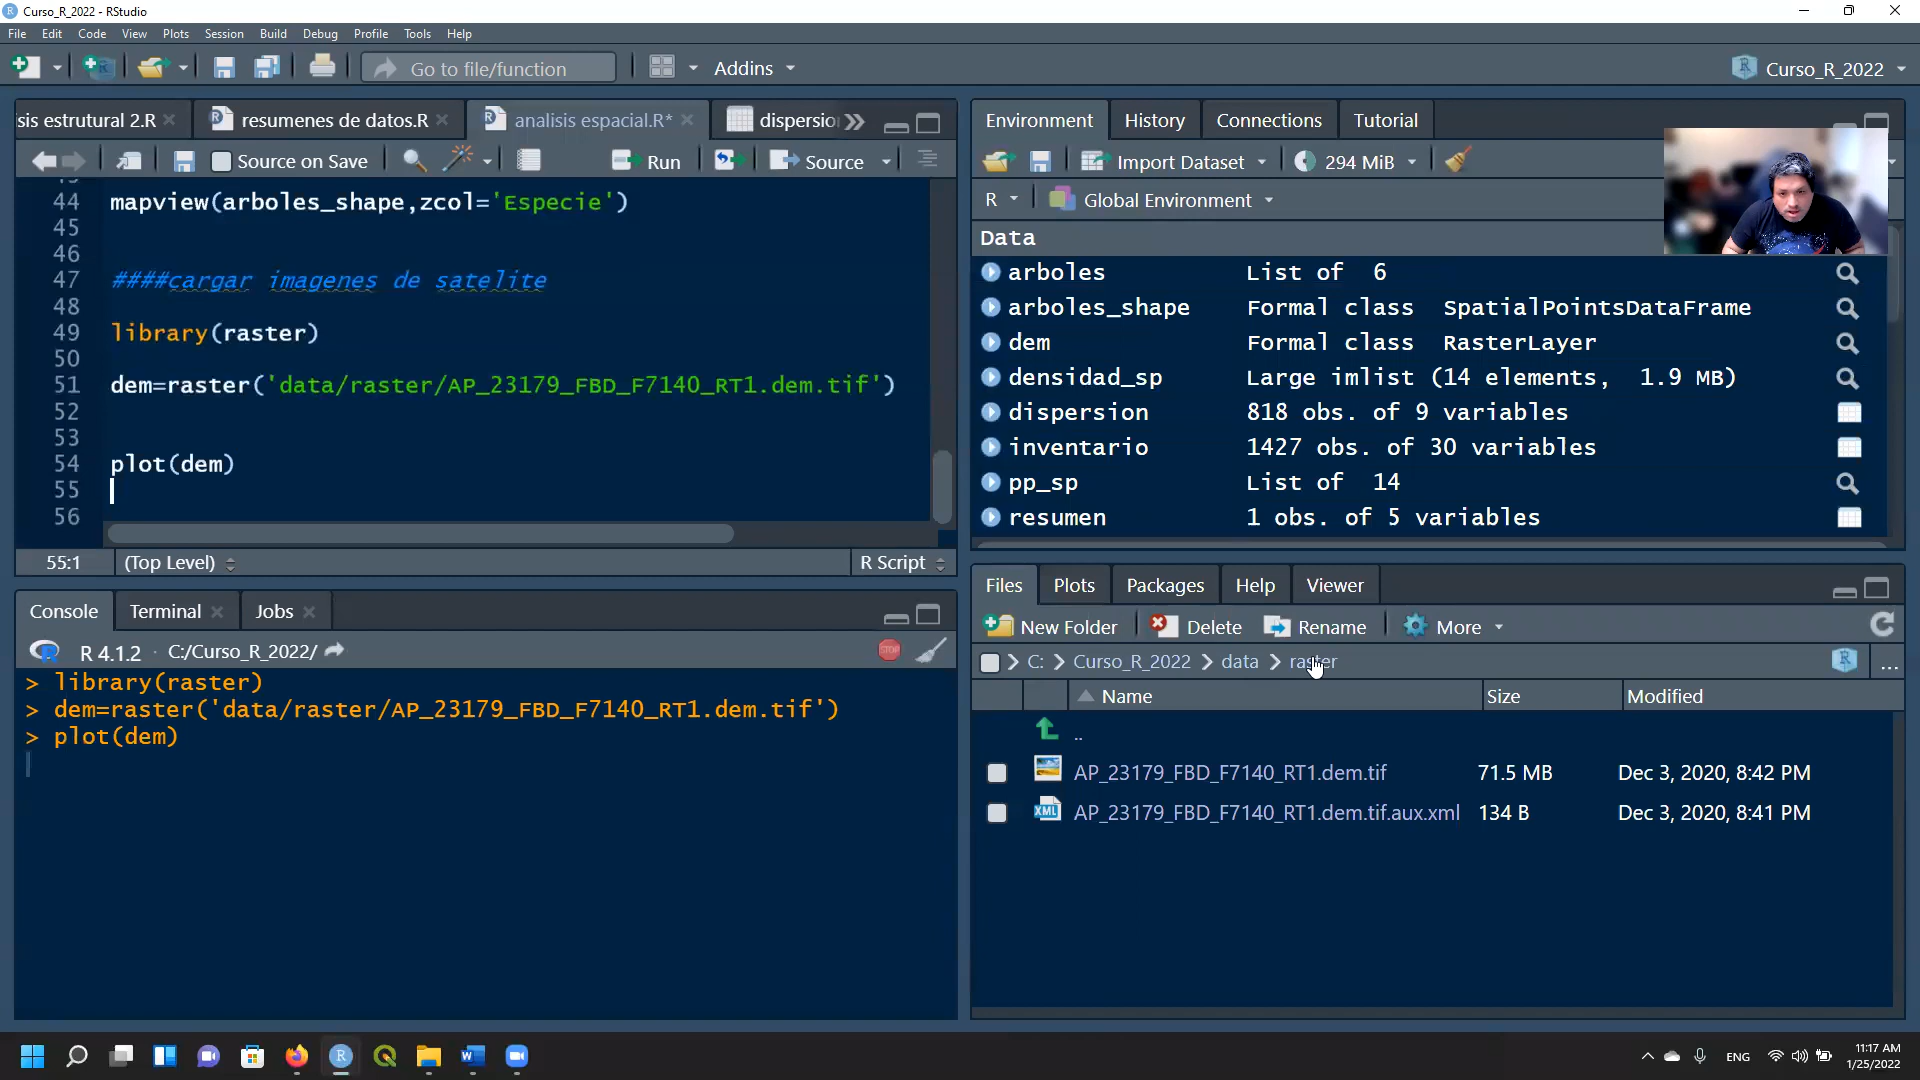 Curso_R_2022 - RStudio
File Edit Code View Plots Session Build Debug Profile Tools Help
Go to file/function
Addins
Curso_R_2022
sis estrutural 2.R
resumenes de datos.R
analisis espacial.R*
dispersio
Source on Save
Run
Source
44 mapview(arboles_shape,zcol='Especie')
45
46
47 ####cargar imagenes de satelite
48
49 library(raster)
50
51 dem=raster('data/raster/AP_23179_FBD_F7140_RT1.dem.tif')
52
53
54 plot(dem)
55
56
55:1 (Top Level) R Script
Console Terminal Jobs
R 4.1.2 · C:/Curso_R_2022/
STOP
> library(raster)
> dem=raster('data/raster/AP_23179_FBD_F7140_RT1.dem.tif')
> plot(dem)
Environment History Connections Tutorial
Import Dataset 294 MiB
R Global Environment
Data
arboles List of 6
arboles_shape Formal class SpatialPointsDataFrame
dem Formal class RasterLayer
densidad_sp Large imlist (14 elements, 1.9 MB)
dispersion 818 obs. of 9 variables
inventario 1427 obs. of 30 variables
pp_sp List of 14
resumen 1 obs. of 5 variables
Files Plots Packages Help Viewer
New Folder Delete Rename More
C: Curso_R_2022 data raster ...
Name Size Modified
..
AP_23179_FBD_F7140_RT1.dem.tif 71.5 MB Dec 3, 2020, 8:42 PM
XML AP_23179_FBD_F7140_RT1.dem.tif.aux.xml 134 B Dec 3, 2020, 8:41 PM
ENG
11:17 AM
1/25/2022